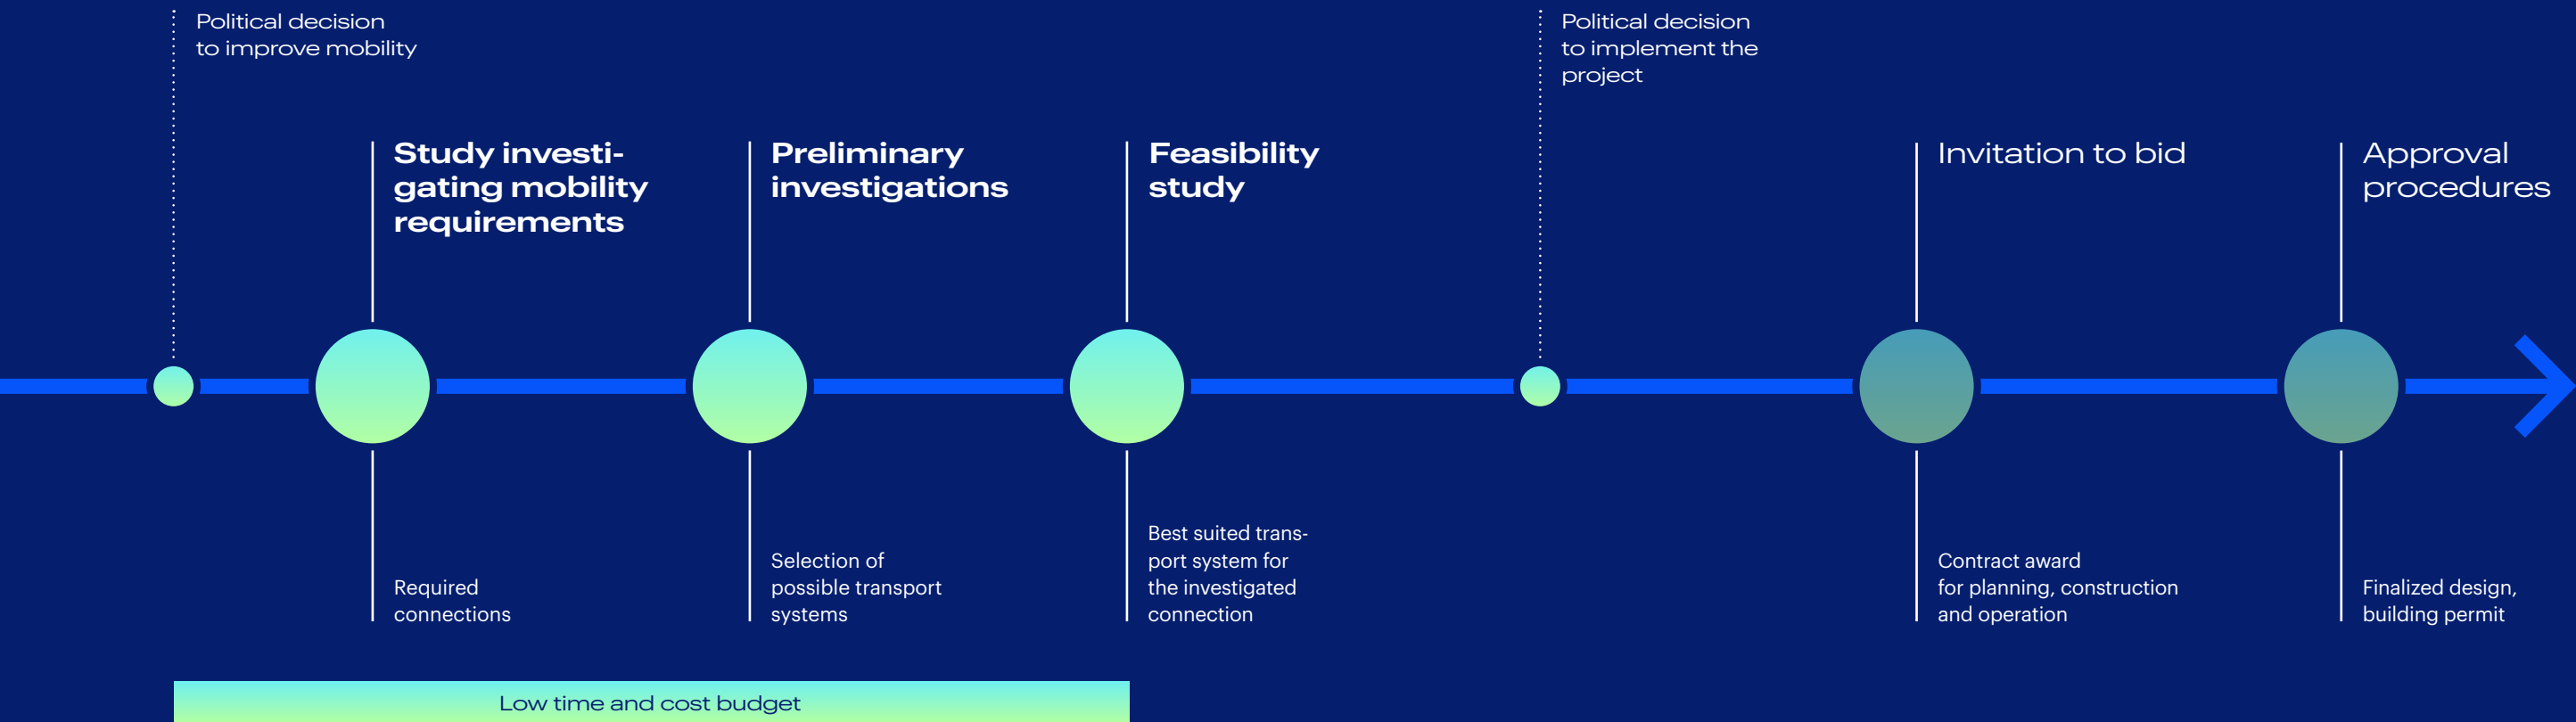 Political decision
to improve mobility
Political decision
to implement the
project
Study investi-
gating mobility
requirements
Preliminary
investigations
Feasibility
study
Invitation to bid
Approval
procedures
Required
connections
Selection of
possible transport
systems
Best suited trans-
port system for
the investigated
connection
Contract award
for planning, construction
and operation
Finalized design,
building permit
Low time and cost budget